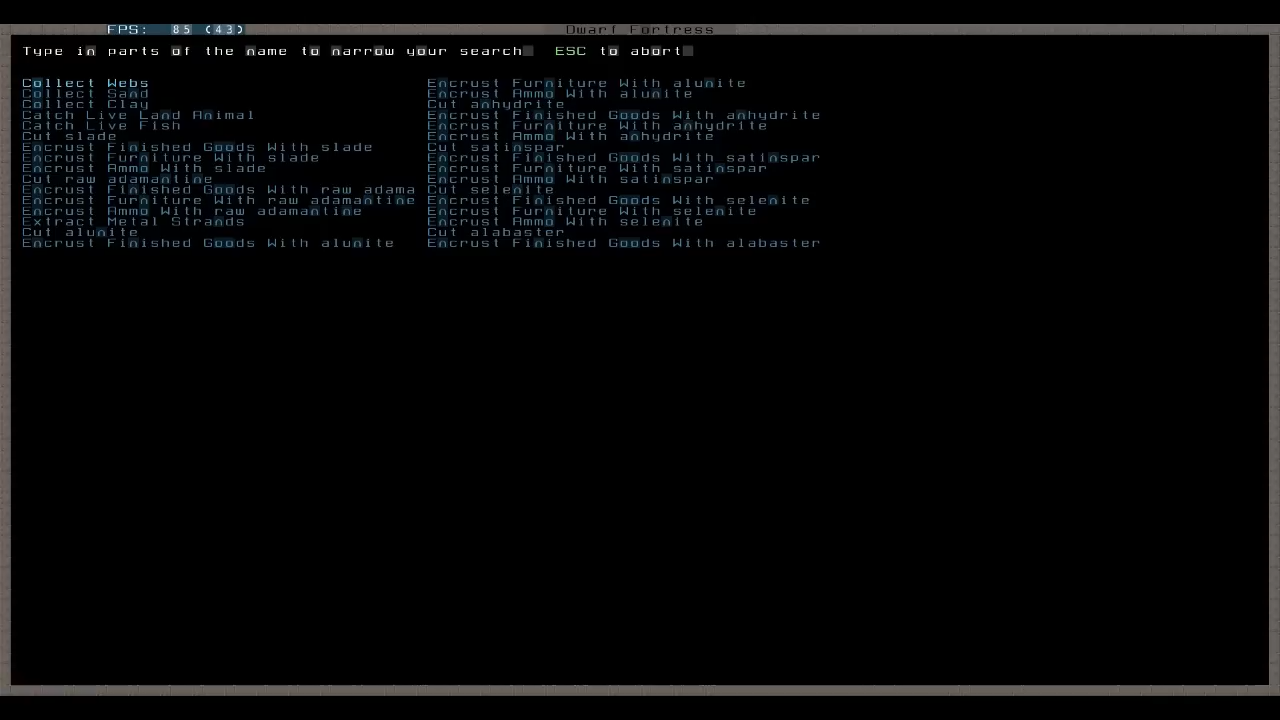 FPS: 85 (43) Dwarf Fortress
Type in parts of the name to narrow your search ESC to abort
Collect Webs
Collect Sand
Collect Clay
Catch Live Land Animal
Catch Live Fish
Cut slade
Encrust Finished Goods With slade
Encrust Furniture With slade
Encrust Ammo With slade
Cut raw adamantine
Encrust Finished Goods With raw adama
Encrust Furniture With raw adamantine
Encrust Ammo With raw adamantine
Extract Metal Strands
Cut alunite
Encrust Finished Goods With alunite
Encrust Furniture With alunite
Encrust Ammo With alunite
Cut anhydrite
Encrust Finished Goods With anhydrite
Encrust Furniture With anhydrite
Encrust Ammo With anhydrite
Cut satinspar
Encrust Finished Goods With satinspar
Encrust Furniture With satinspar
Encrust Ammo With satinspar
Cut selenite
Encrust Finished Goods With selenite
Encrust Furniture With selenite
Encrust Ammo With selenite
Cut alabaster
Encrust Finished Goods With alabaster